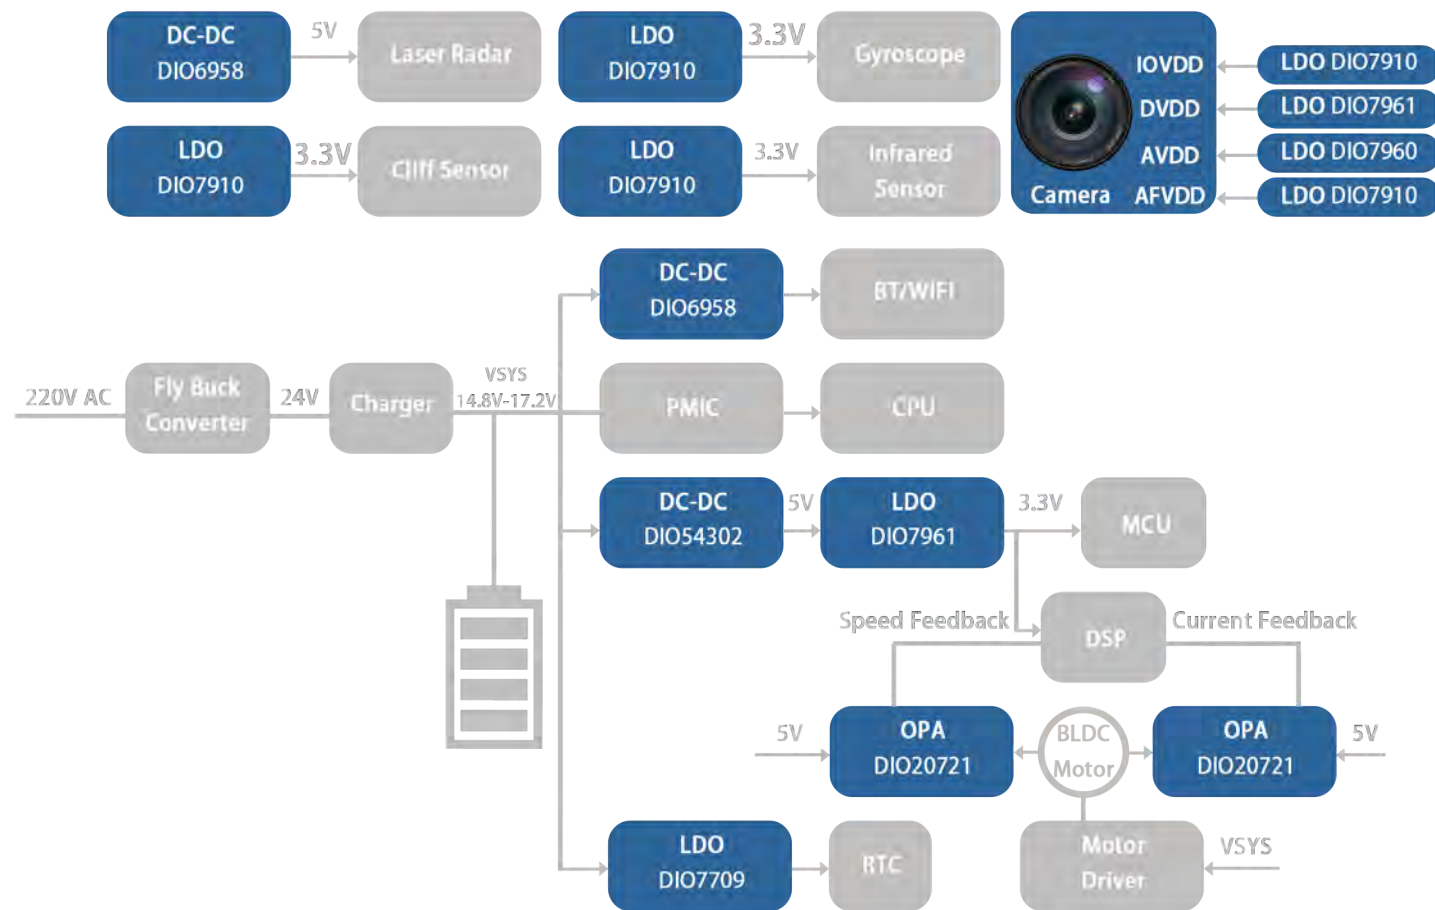 DC-DC
DIO6958
5V
Laser Radar
LDO
DIO7910
3.3V
Gyroscope
LDO
DIO7910
3.3V
Cliff Sensor
LDO
DIO7910
3.3V
Infrared
Sensor
Camera
IOVDD
DVDD
AVDD
AFVDD
LDO DIO7910
LDO DIO7961
LDO DIO7960
LDO DIO7910
220V AC
Fly Buck
Converter
24V
Charger
VSYS
14.8V-17.2V
DC-DC
DIO6958
BT/WIFI
PMIC
CPU
DC-DC
DIO54302
5V
LDO
DIO7961
3.3V
MCU
Speed Feedback
DSP
Current Feedback
5V
OPA
DIO20721
BLDC
Motor
OPA
DIO20721
5V
LDO
DIO7709
RTC
Motor
Driver
VSYS